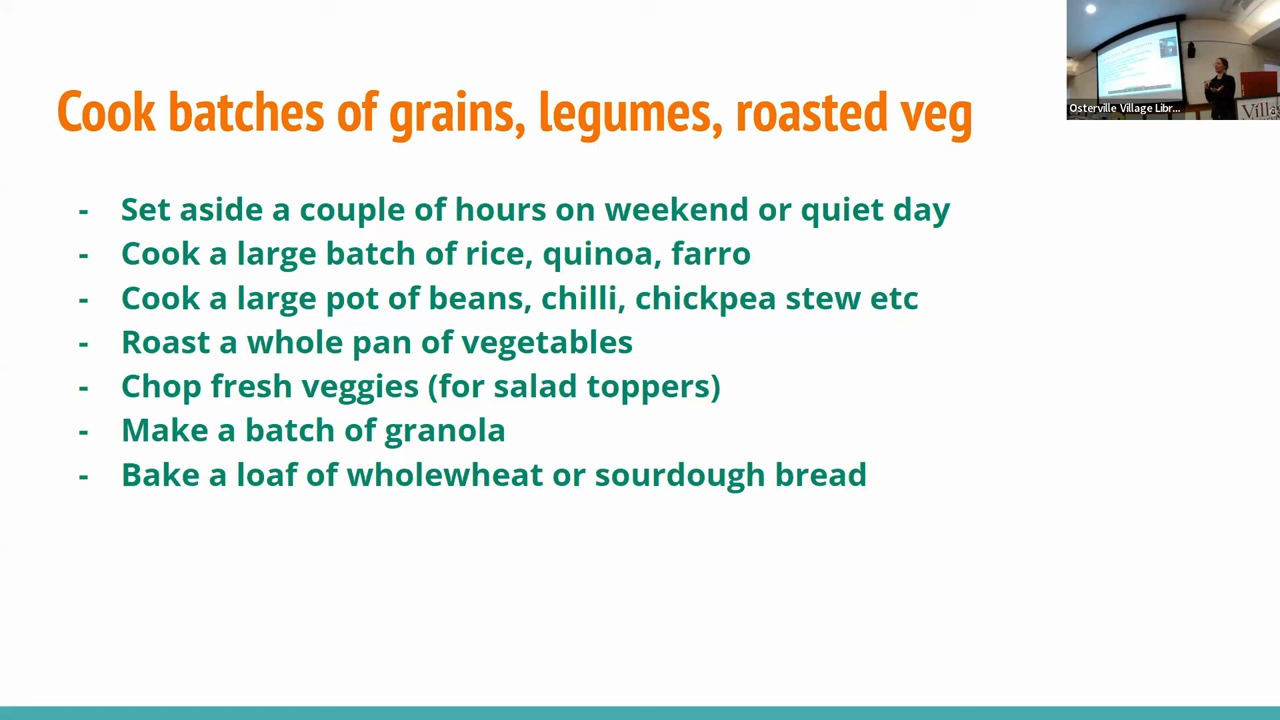 Cook batches of grains, legumes, roasted veg
Osterville Village Libr...
- Set aside a couple of hours on weekend or quiet day
- Cook a large batch of rice, quinoa, farro
- Cook a large pot of beans, chilli, chickpea stew etc
- Roast a whole pan of vegetables
- Chop fresh veggies (for salad toppers)
- Make a batch of granola
- Bake a loaf of wholewheat or sourdough bread